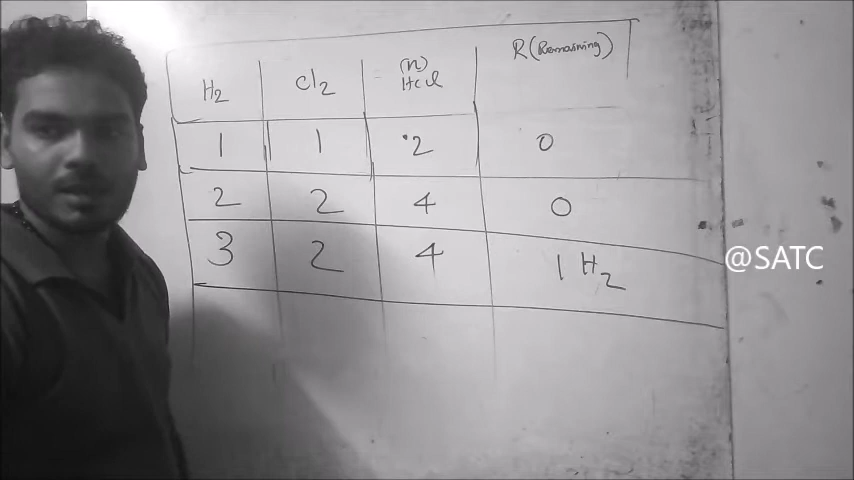 H2 Cl2 (n) HCl R (Remaining)
1 1 2 0
2 2 4 0
3 2 4 1 H2
@SATC